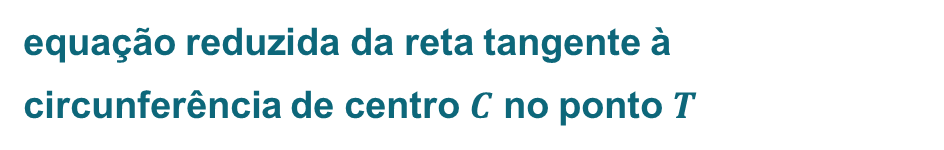 equação reduzida da reta tangente à
circunferência de centro C no ponto T